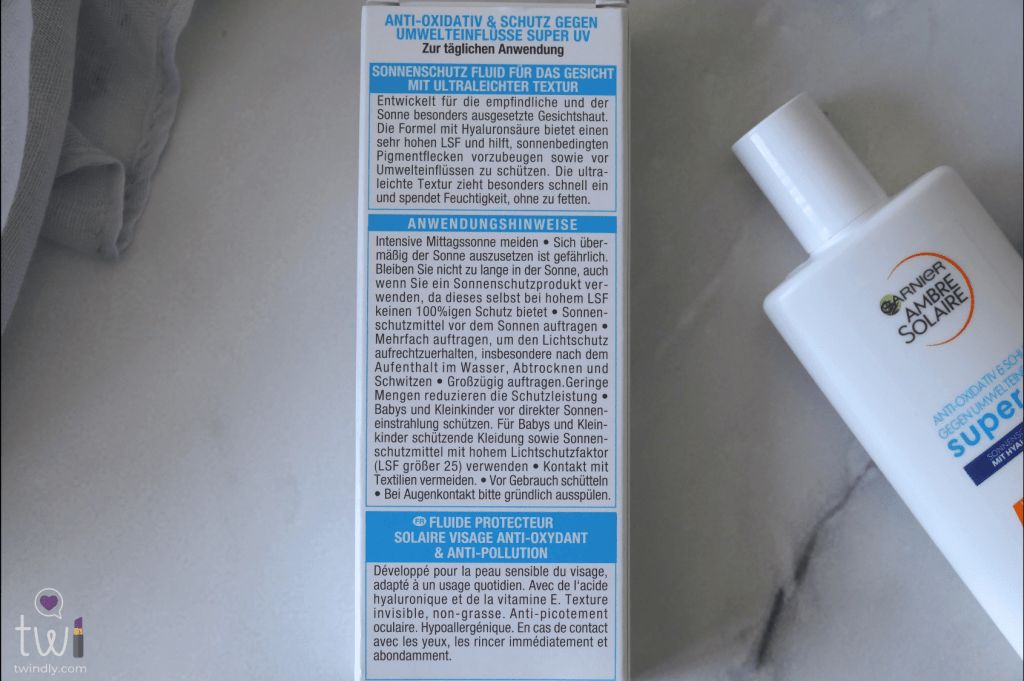 ANTI-OXIDATIV & SCHUTZ GEGEN
UMWELTEINFLÜSSE SUPER UV
Zur täglichen Anwendung
SONNENSCHUTZ FLUID FÜR DAS GESICHT
MIT ULTRALEICHTER TEXTUR
Entwickelt für die empfindliche und der
Sonne besonders ausgesetzte Gesichtshaut.
Die Formel mit Hyaluronsäure bietet einen
sehr hohen LSF und hilft, sonnenbedingten
Pigmentflecken vorzubeugen sowie vor
Umwelteinflüssen zu schützen. Die ultra-
leichte Textur zieht besonders schnell ein
und spendet Feuchtigkeit, ohne zu fetten.
ANWENDUNGSHINWEISE
Intensive Mittagssonne meiden • Sich über-
mäßig der Sonne auszusetzen ist gefährlich.
Bleiben Sie nicht zu lange in der Sonne, auch
wenn Sie ein Sonnenschutzprodukt ver-
wenden, da dieses selbst bei hohem LSF
keinen 100%igen Schutz bietet • Sonnen-
schutzmittel vor dem Sonnen auftragen •
Mehrfach auftragen, um den Lichtschutz
aufrechtzuerhalten, insbesondere nach dem
Aufenthalt im Wasser, Abtrocknen und
Schwitzen • Großzügig auftragen.Geringe
Mengen reduzieren die Schutzleistung •
Babys und Kleinkinder vor direkter Sonnen-
einstrahlung schützen. Für Babys und Klein-
kinder schützende Kleidung sowie Sonnen-
schutzmittel mit hohem Lichtschutzfaktor
(LSF größer 25) verwenden • Kontakt mit
Textilien vermeiden. • Vor Gebrauch schütteln
• Bei Augenkontakt bitte gründlich ausspülen.
FR FLUIDE PROTECTEUR
SOLAIRE VISAGE ANTI-OXYDANT
& ANTI-POLLUTION
Développé pour la peau sensible du visage,
adapté à un usage quotidien. Avec de l'acide
hyaluronique et de la vitamine E. Texture
invisible, non-grasse. Anti-picotement
oculaire. Hypoallergénique. En cas de contact
avec les yeux, les rincer immédiatement et
abondamment.
GARNIER
AMBRE
SOLAIRE
ANTI-OXIDATIV & SCHU
GEGEN UMWELTEIN
super
SONNENS
MIT HYA
twi
twindly.com